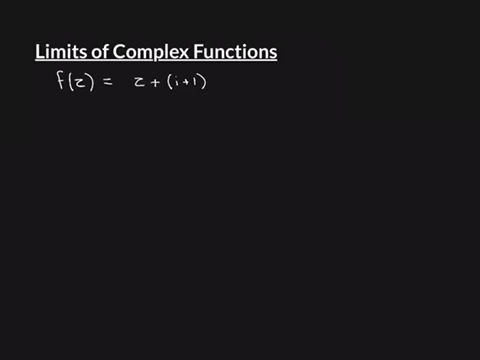 Limits of Complex Functions
f(z) = z + (i+1)